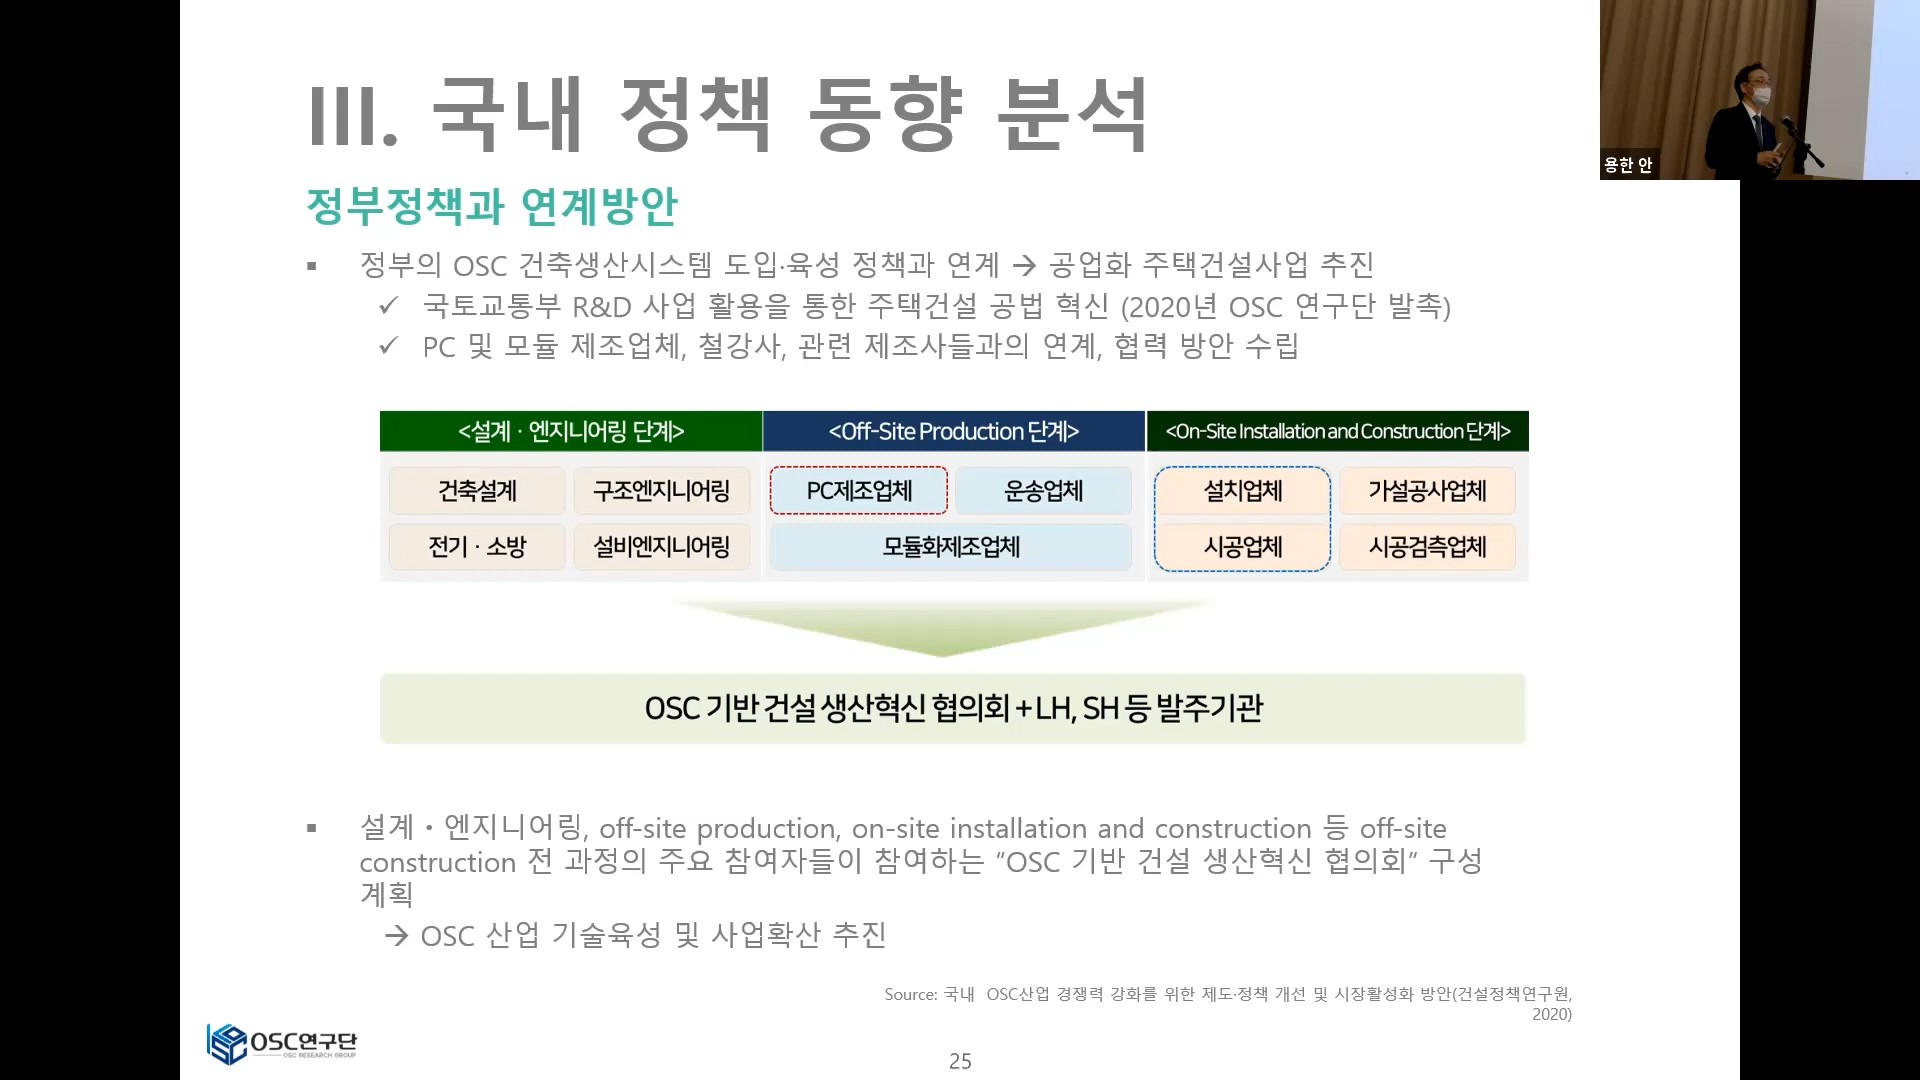 III. 국내 정책 동향 분석
용한 안
정부정책과 연계방안
▪ 정부의 OSC 건축생산시스템 도입·육성 정책과 연계 → 공업화 주택건설사업 추진
✓ 국토교통부 R&D 사업 활용을 통한 주택건설 공법 혁신 (2020년 OSC 연구단 발촉)
✓ PC 및 모듈 제조업체, 철강사, 관련 제조사들과의 연계, 협력 방안 수립
<설계 · 엔지니어링 단계>
<Off-Site Production 단계>
<On-Site Installation and Construction 단계>
건축설계
구조엔지니어링
PC제조업체
운송업체
설치업체
가설공사업체
전기 · 소방
설비엔지니어링
모듈화제조업체
시공업체
시공검측업체
OSC 기반 건설 생산혁신 협의회 + LH, SH 등 발주기관
▪ 설계 • 엔지니어링, off-site production, on-site installation and construction 등 off-site
construction 전 과정의 주요 참여자들이 참여하는 “OSC 기반 건설 생산혁신 협의회” 구성
계획
→ OSC 산업 기술육성 및 사업확산 추진
Source: 국내 OSC산업 경쟁력 강화를 위한 제도·정책 개선 및 시장활성화 방안(건설정책연구원,
2020)
OSC연구단
OSC RESEARCH GROUP
25